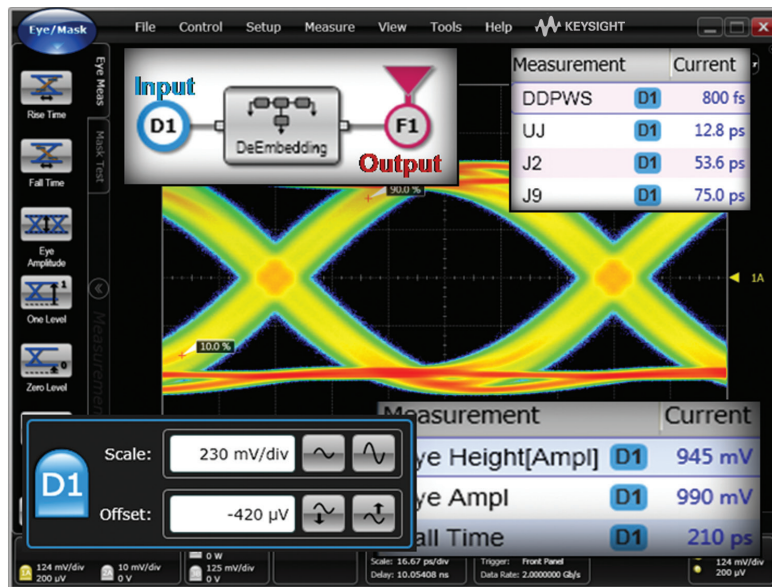 Eye/Mask
File Control Setup Measure View Tools Help KEYSIGHT
Eye Meas
Mask Test
Rise Time
Fall Time
Eye
Amplitude
One Level
Zero Level
Input
D1
DeEmbedding
F1
Output
Measurement Current
DDPWS D1 800 fs
UJ D1 12.8 ps
J2 D1 53.6 ps
J9 D1 75.0 ps
90.0 %
10.0 %
1A
Measurement Current
ye Height[Ampl] D1 945 mV
ye Ampl D1 990 mV
all Time D1 210 ps
D1
Scale: 230 mV/div
Offset: -420 µV
124 mV/div
200 µV
10 mV/div
0 V
0 W
125 mV/div
0 V
Scale: 16.67 ps/div
Delay: 10.05408 ns
Trigger: Front Panel
Data Rate: 2.0000000 Gb/s
124 mV/div
200 µV